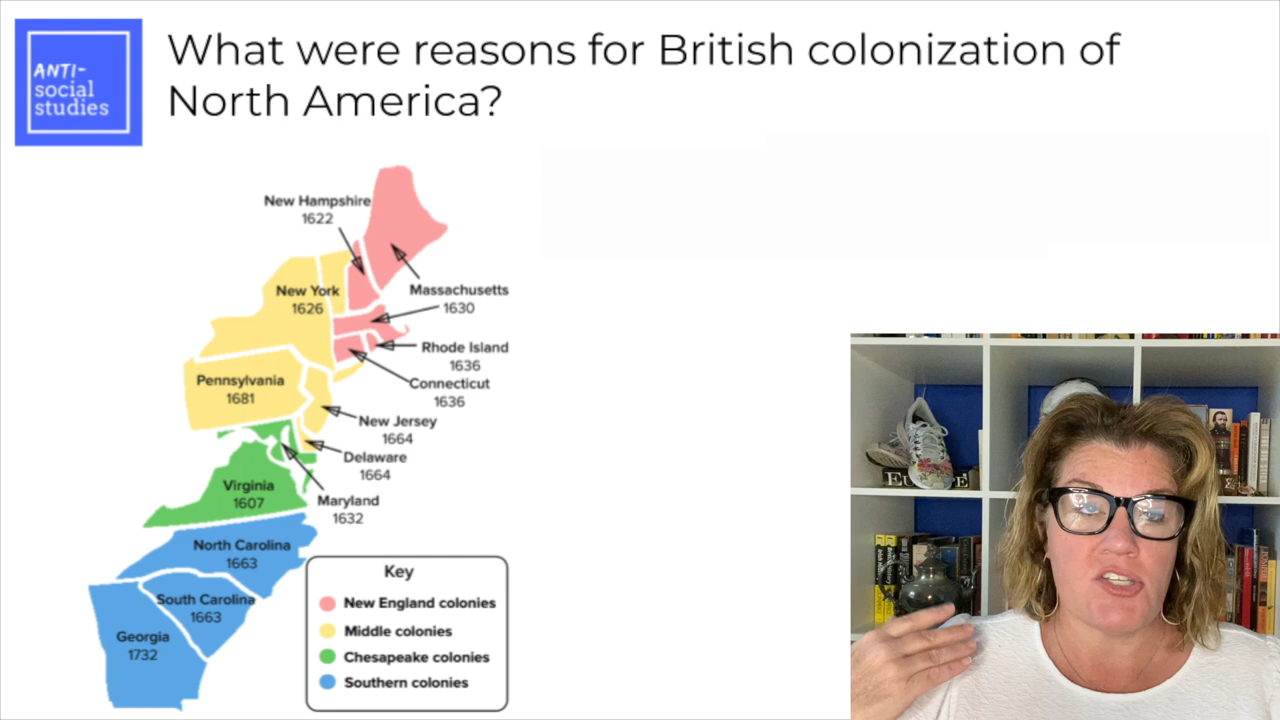 ANTI-
social
studies
What were reasons for British colonization of
North America?
New Hampshire
1622
New York
1626
Massachusetts
1630
Rhode Island
1636
Connecticut
1636
Pennsylvania
1681
New Jersey
1664
Delaware
1664
Maryland
1632
Virginia
1607
North Carolina
1663
South Carolina
1663
Georgia
1732
Key
New England colonies
Middle colonies
Chesapeake colonies
Southern colonies